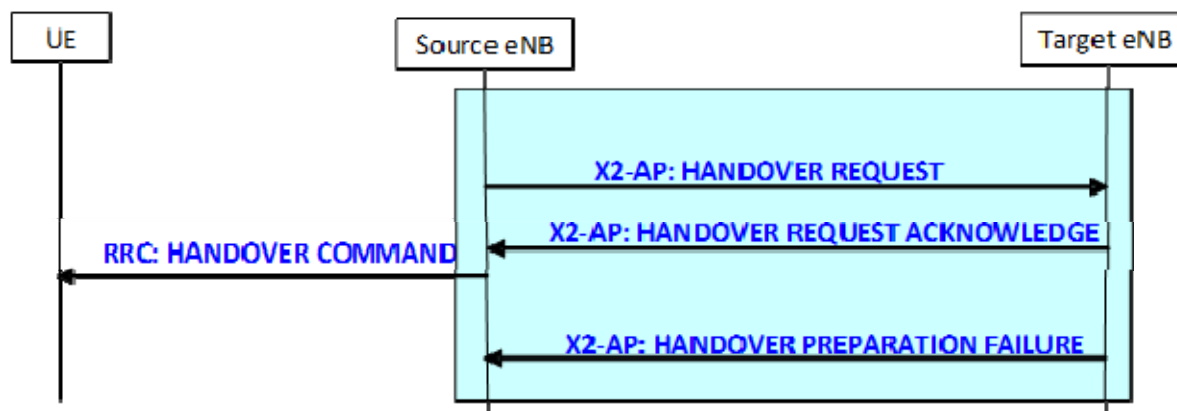 UE
Source eNB
Target eNB
X2-AP: HANDOVER REQUEST
X2-AP: HANDOVER REQUEST ACKNOWLEDGE
RRC: HANDOVER COMMAND
X2-AP: HANDOVER PREPARATION FAILURE